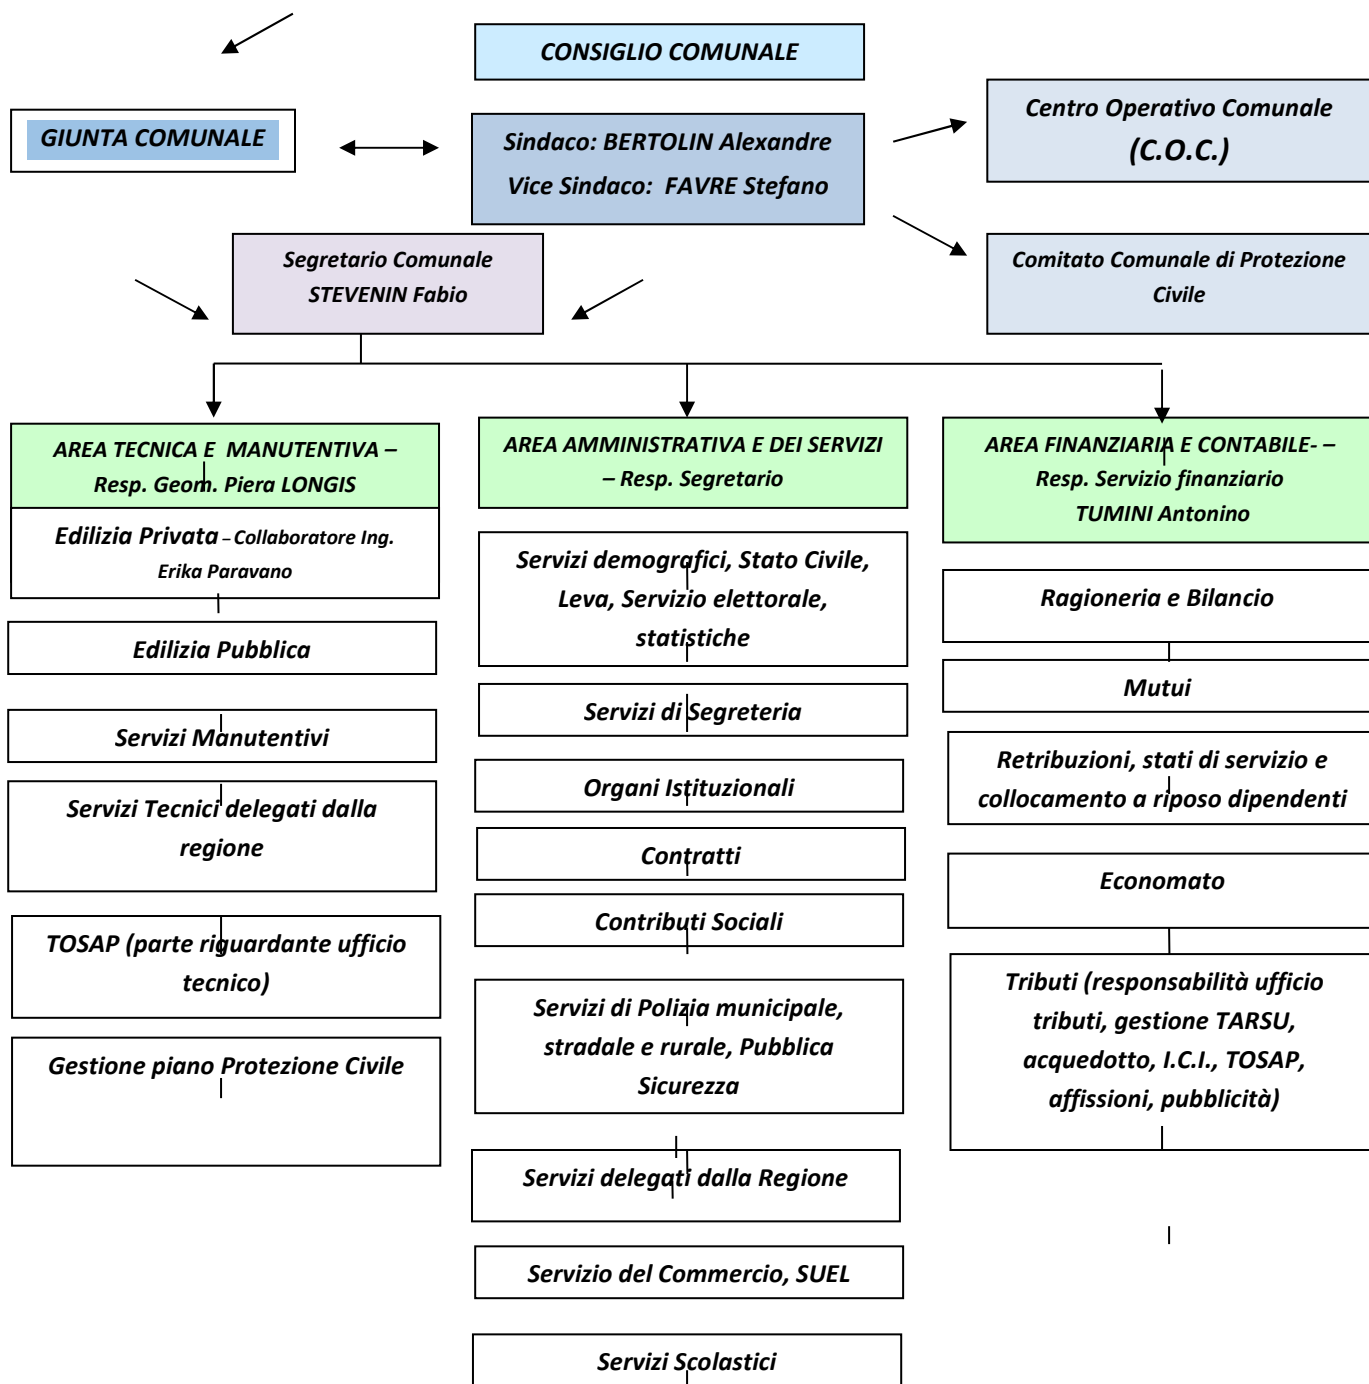 CONSIGLIO COMUNALE
GIUNTA COMUNALE
Sindaco: BERTOLIN Alexandre
Vice Sindaco: FAVRE Stefano
Centro Operativo Comunale
(C.O.C.)
Segretario Comunale
STEVENIN Fabio
Comitato Comunale di Protezione
Civile
AREA TECNICA E MANUTENTIVA –
Resp. Geom. Piera LONGIS
Edilizia Privata – Collaboratore Ing.
Erika Paravano
Edilizia Pubblica
Servizi Manutentivi
Servizi Tecnici delegati dalla
regione
TOSAP (parte riguardante ufficio
tecnico)
Gestione piano Protezione Civile
AREA AMMINISTRATIVA E DEI SERVIZI
– Resp. Segretario
Servizi demografici, Stato Civile,
Leva, Servizio elettorale,
statistiche
Servizi di Segreteria
Organi Istituzionali
Contratti
Contributi Sociali
Servizi di Polizia municipale,
stradale e rurale, Pubblica
Sicurezza
Servizi delegati dalla Regione
Servizio del Commercio, SUEL
Servizi Scolastici
AREA FINANZIARIA E CONTABILE- –
Resp. Servizio finanziario
TUMINI Antonino
Ragioneria e Bilancio
Mutui
Retribuzioni, stati di servizio e
collocamento a riposo dipendenti
Economato
Tributi (responsabilità ufficio
tributi, gestione TARSU,
acquedotto, I.C.I., TOSAP,
affissioni, pubblicità)